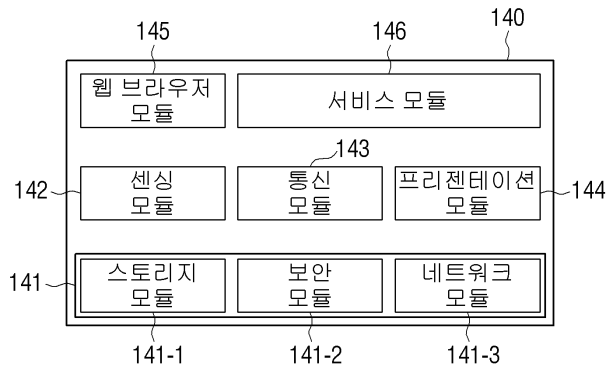 145
146
140
웹 브라우저
모듈
서비스 모듈
143
142
센싱
모듈
통신
모듈
프리젠테이션
모듈
144
141
스토리지
모듈
보안
모듈
네트워크
모듈
141-1
141-2
141-3